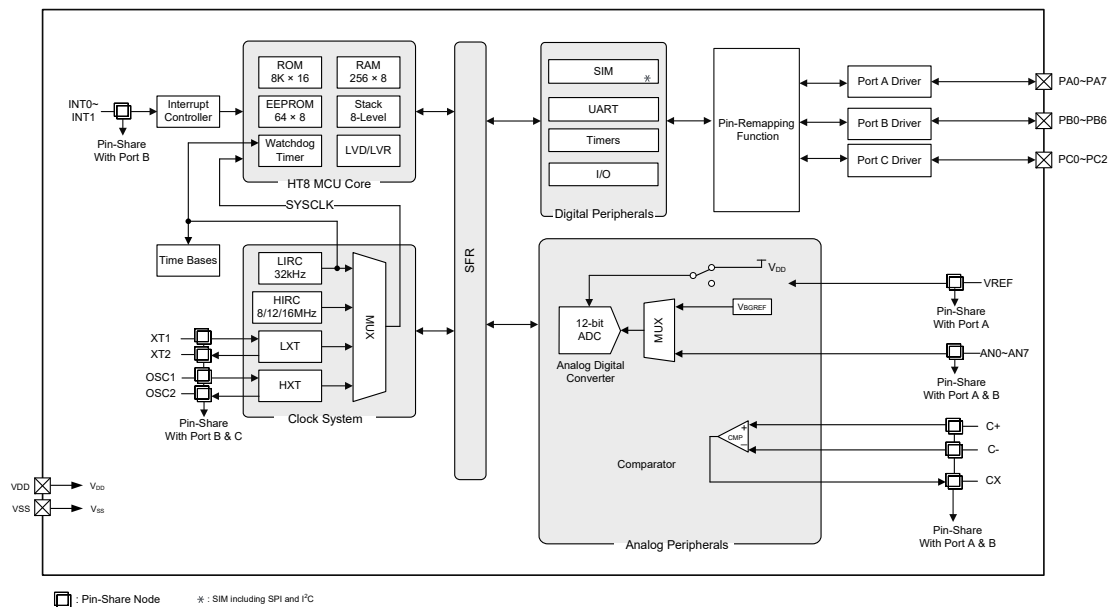 ROM
8K × 16
RAM
256 × 8
EEPROM
64 × 8
Stack
8-Level
Watchdog
Timer
LVD/LVR
HT8 MCU Core
INT0~
INT1
Interrupt
Controller
Pin-Share
With Port B
SYSCLK
Time Bases
LIRC
32kHz
HIRC
8/12/16MHz
LXT
HXT
MUX
Clock System
XT1
XT2
OSC1
OSC2
Pin-Share
With Port B & C
VDD
VDD
VSS
VSS
SFR
SIM
*
UART
Timers
I/O
Digital Peripherals
Pin-Remapping
Function
Port A Driver
Port B Driver
Port C Driver
PA0~PA7
PB0~PB6
PC0~PC2
VDD
VBGREF
12-bit
ADC
MUX
Analog Digital
Converter
+
CMP
−
Comparator
Analog Peripherals
VREF
Pin-Share
With Port A
AN0~AN7
Pin-Share
With Port A & B
C+
C-
CX
Pin-Share
With Port A & B
: Pin-Share Node
* : SIM including SPI and I²C